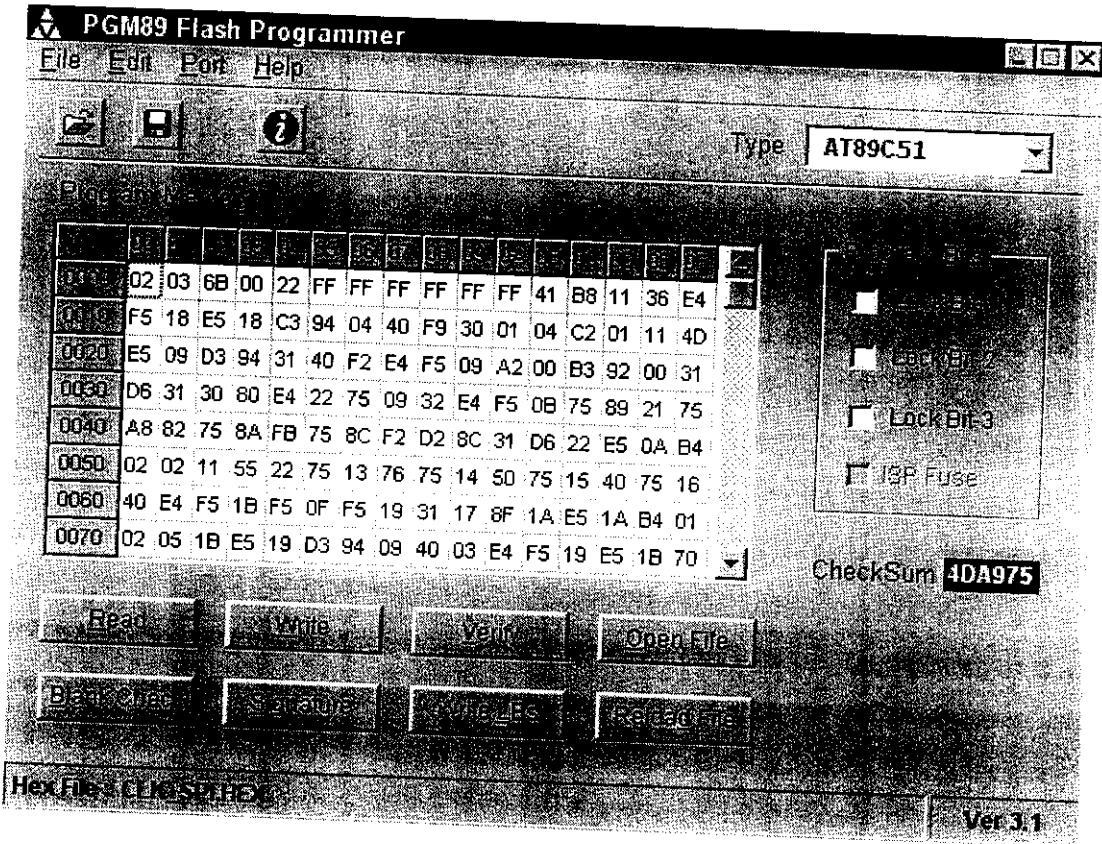 PGM89 Flash Programmer
File Edit Port Help
Type AT89C51
0000 02 03 6B 00 22 FF FF FF FF FF FF 41 B8 11 36 E4
0010 F5 18 E5 18 C3 94 04 40 F9 30 01 04 C2 01 11 4D
0020 E5 09 D3 94 31 40 F2 E4 F5 09 A2 00 B3 92 00 31
0030 D6 31 30 80 E4 22 75 09 32 E4 F5 0B 75 89 21 75
0040 A8 82 75 8A FB 75 8C F2 D2 8C 31 D6 22 E5 0A B4
0050 02 02 11 55 22 75 13 76 75 14 50 75 15 40 75 16
0060 40 E4 F5 1B F5 0F F5 19 31 17 8F 1A E5 1A B4 01
0070 02 05 1B E5 19 D3 94 09 40 03 E4 F5 19 E5 1B 70
Lock Bit-2
Lock Bit-3
ISP Fuse
CheckSum 4DA975
Read Write Verify Open File
Blank Check Signature Reload File
Hex File :
Ver 3.1